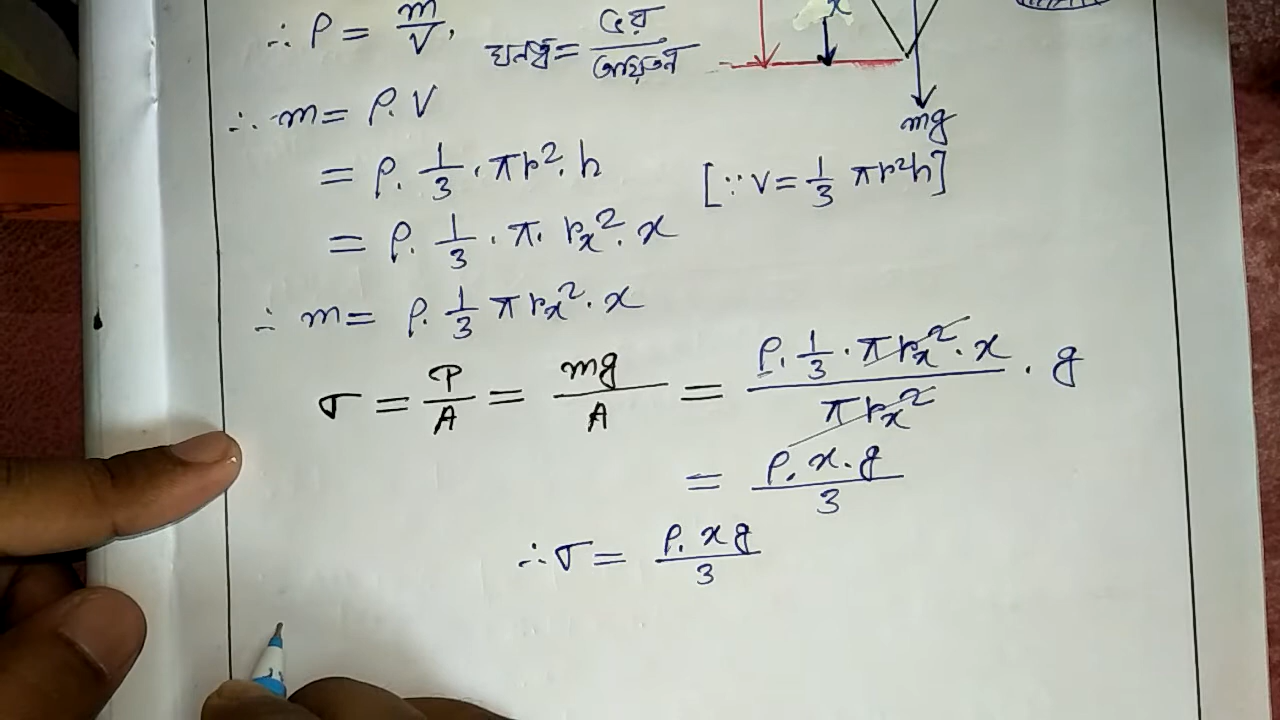 ∴ ρ = m/V, ঘনত্ব = ভর/আয়তন
x
mg
∴ m = ρ. V
= ρ. 1/3 . πr². h [∵ V = 1/3 πr²h]
= ρ. 1/3 . π. rₓ². x
∴ m = ρ. 1/3 πrₓ². x
σ = P/A = mg/A = (ρ. 1/3 . πrₓ². x)/(πrₓ²) . g
= (ρ. x. g)/3
∴ σ = (ρ. xg)/3